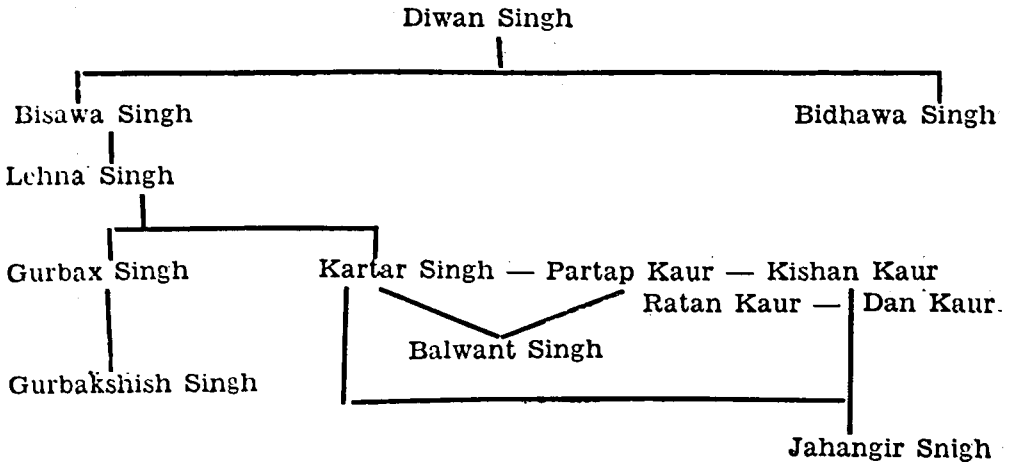 Diwan Singh
Bisawa Singh Bidhawa Singh
Lehna Singh
Gurbax Singh Kartar Singh — Partap Kaur — Kishan Kaur
Ratan Kaur — Dan Kaur.
Balwant Singh
Gurbakshish Singh
Jahangir Snigh